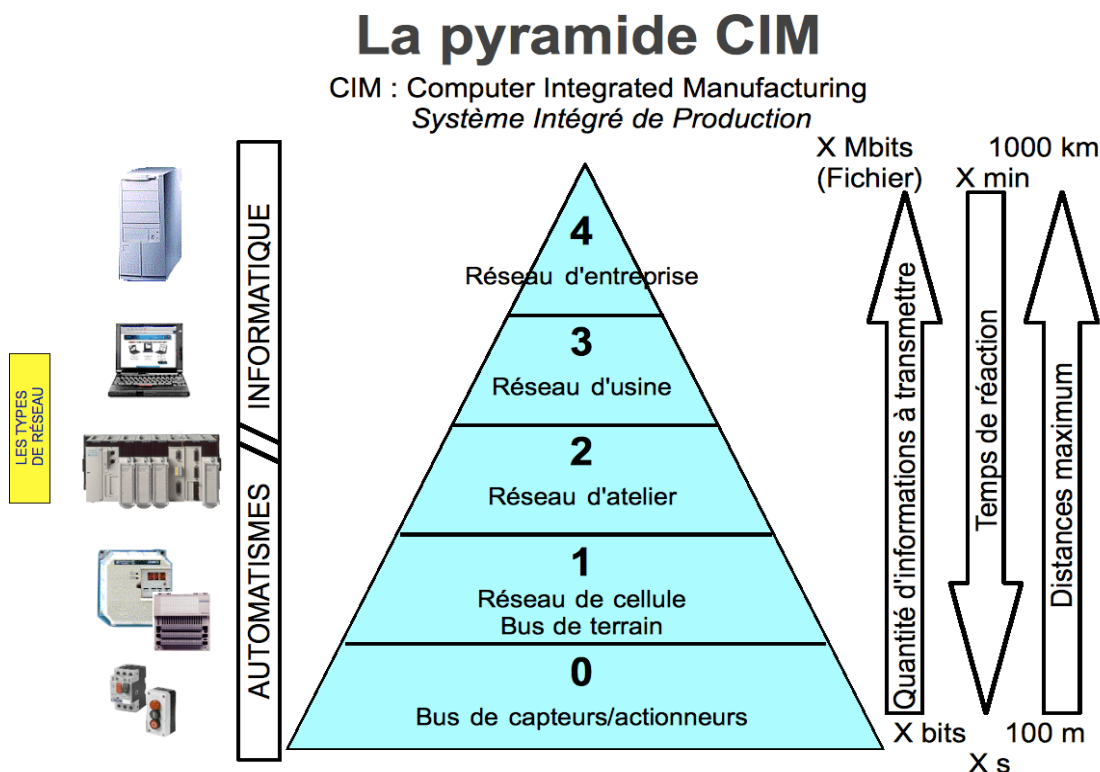 La pyramide CIM
CIM : Computer Integrated Manufacturing
Système Intégré de Production
X Mbits
(Fichier)
X min
1000 km
LES TYPES
DE RÉSEAU
INFORMATIQUE
AUTOMATISMES
4
Réseau d'entreprise
3
Réseau d'usine
2
Réseau d'atelier
1
Réseau de cellule
Bus de terrain
0
Bus de capteurs/actionneurs
Quantité d'informations à transmettre
Temps de réaction
Distances maximum
X bits
X s
100 m